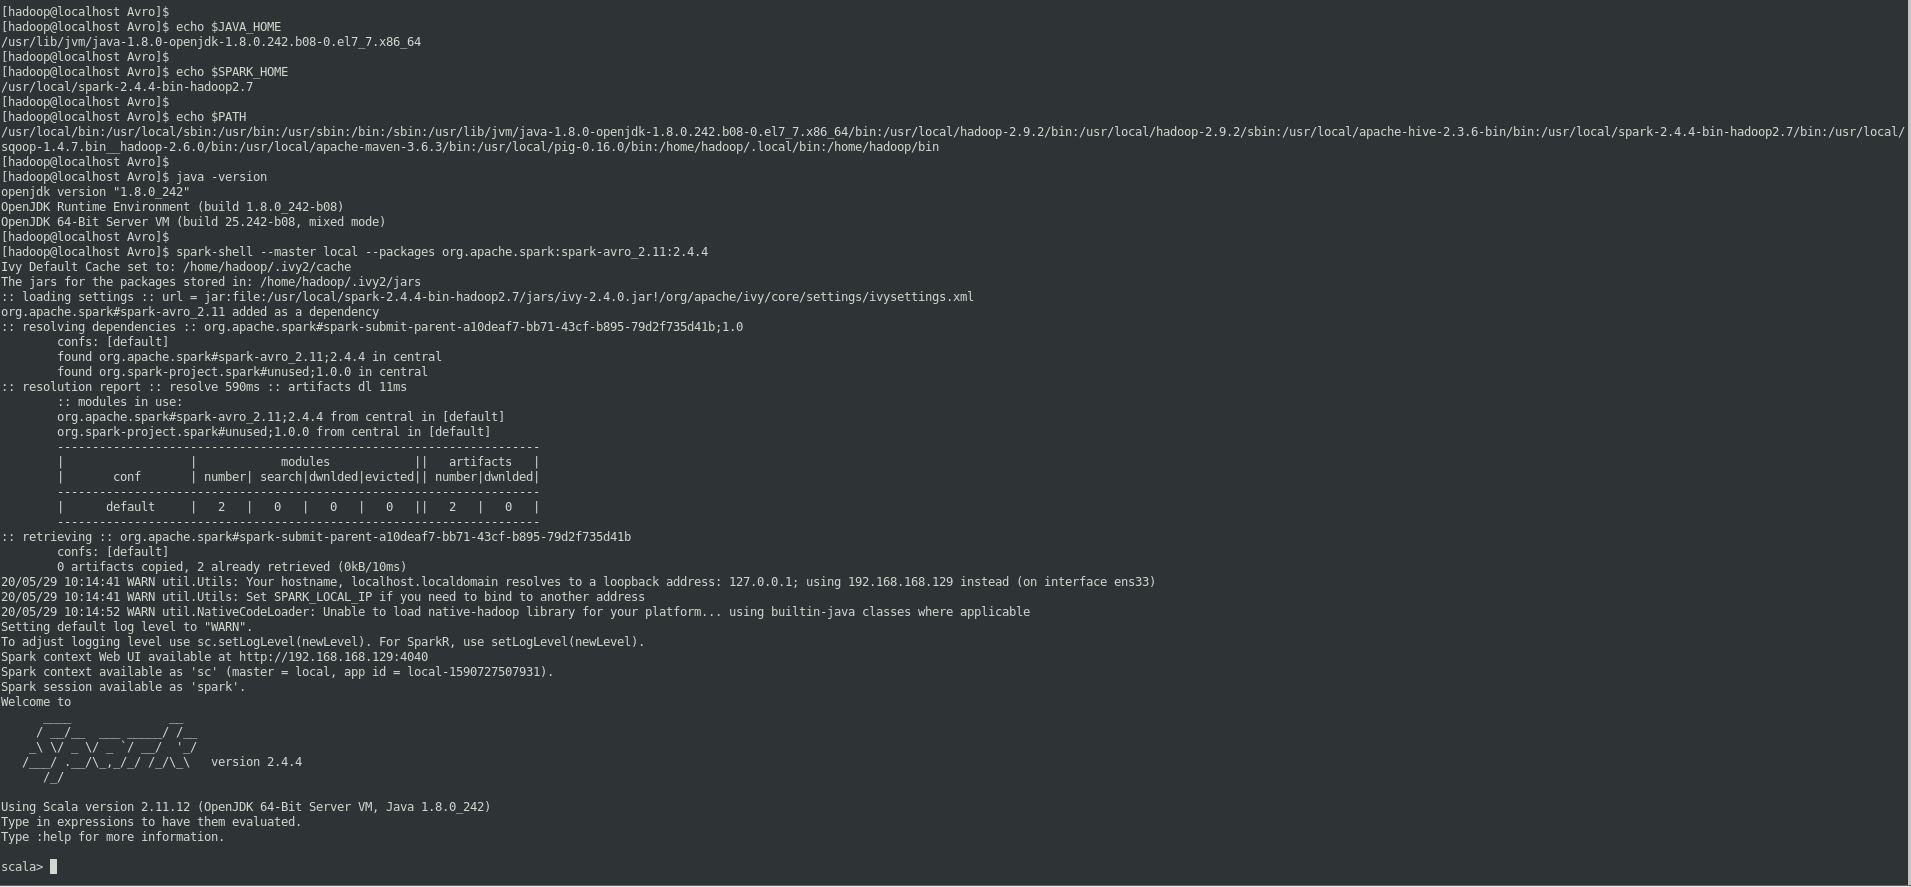 [hadoop@localhost Avro]$
[hadoop@localhost Avro]$ echo $JAVA_HOME
/usr/lib/jvm/java-1.8.0-openjdk-1.8.0.242.b08-0.el7_7.x86_64
[hadoop@localhost Avro]$
[hadoop@localhost Avro]$ echo $SPARK_HOME
/usr/local/spark-2.4.4-bin-hadoop2.7
[hadoop@localhost Avro]$
[hadoop@localhost Avro]$ echo $PATH
/usr/local/bin:/usr/local/sbin:/usr/bin:/usr/sbin:/bin:/sbin:/usr/lib/jvm/java-1.8.0-openjdk-1.8.0.242.b08-0.el7_7.x86_64/bin:/usr/local/hadoop-2.9.2/bin:/usr/local/hadoop-2.9.2/sbin:/usr/local/apache-hive-2.3.6-bin/bin:/usr/local/spark-2.4.4-bin-hadoop2.7/bin:/usr/local/
sqoop-1.4.7.bin__hadoop-2.6.0/bin:/usr/local/apache-maven-3.6.3/bin:/usr/local/pig-0.16.0/bin:/home/hadoop/.local/bin:/home/hadoop/bin
[hadoop@localhost Avro]$
[hadoop@localhost Avro]$ java -version
openjdk version "1.8.0_242"
OpenJDK Runtime Environment (build 1.8.0_242-b08)
OpenJDK 64-Bit Server VM (build 25.242-b08, mixed mode)
[hadoop@localhost Avro]$
[hadoop@localhost Avro]$ spark-shell --master local --packages org.apache.spark:spark-avro_2.11:2.4.4
Ivy Default Cache set to: /home/hadoop/.ivy2/cache
The jars for the packages stored in: /home/hadoop/.ivy2/jars
:: loading settings :: url = jar:file:/usr/local/spark-2.4.4-bin-hadoop2.7/jars/ivy-2.4.0.jar!/org/apache/ivy/core/settings/ivysettings.xml
org.apache.spark#spark-avro_2.11 added as a dependency
:: resolving dependencies :: org.apache.spark#spark-submit-parent-a10deaf7-bb71-43cf-b895-79d2f735d41b;1.0
        confs: [default]
        found org.apache.spark#spark-avro_2.11;2.4.4 in central
        found org.spark-project.spark#unused;1.0.0 in central
:: resolution report :: resolve 590ms :: artifacts dl 11ms
        :: modules in use:
        org.apache.spark#spark-avro_2.11;2.4.4 from central in [default]
        org.spark-project.spark#unused;1.0.0 from central in [default]
        ---------------------------------------------------------------------
        |                  |            modules            ||   artifacts   |
        |       conf       | number| search|dwnlded|evicted|| number|dwnlded|
        ---------------------------------------------------------------------
        |      default     |   2   |   0   |   0   |   0   ||   2   |   0   |
        ---------------------------------------------------------------------
:: retrieving :: org.apache.spark#spark-submit-parent-a10deaf7-bb71-43cf-b895-79d2f735d41b
        confs: [default]
        0 artifacts copied, 2 already retrieved (0kB/10ms)
20/05/29 10:14:41 WARN util.Utils: Your hostname, localhost.localdomain resolves to a loopback address: 127.0.0.1; using 192.168.168.129 instead (on interface ens33)
20/05/29 10:14:41 WARN util.Utils: Set SPARK_LOCAL_IP if you need to bind to another address
20/05/29 10:14:52 WARN util.NativeCodeLoader: Unable to load native-hadoop library for your platform... using builtin-java classes where applicable
Setting default log level to "WARN".
To adjust logging level use sc.setLogLevel(newLevel). For SparkR, use setLogLevel(newLevel).
Spark context Web UI available at http://192.168.168.129:4040
Spark context available as 'sc' (master = local, app id = local-1590727507931).
Spark session available as 'spark'.
Welcome to
      ____              __
     / __/__  ___ _____/ /__
    _\ \/ _ \/ _ `/ __/  '_/
   /___/ .__/\_,_/_/ /_/\_\   version 2.4.4
      /_/
Using Scala version 2.11.12 (OpenJDK 64-Bit Server VM, Java 1.8.0_242)
Type in expressions to have them evaluated.
Type :help for more information.
scala>